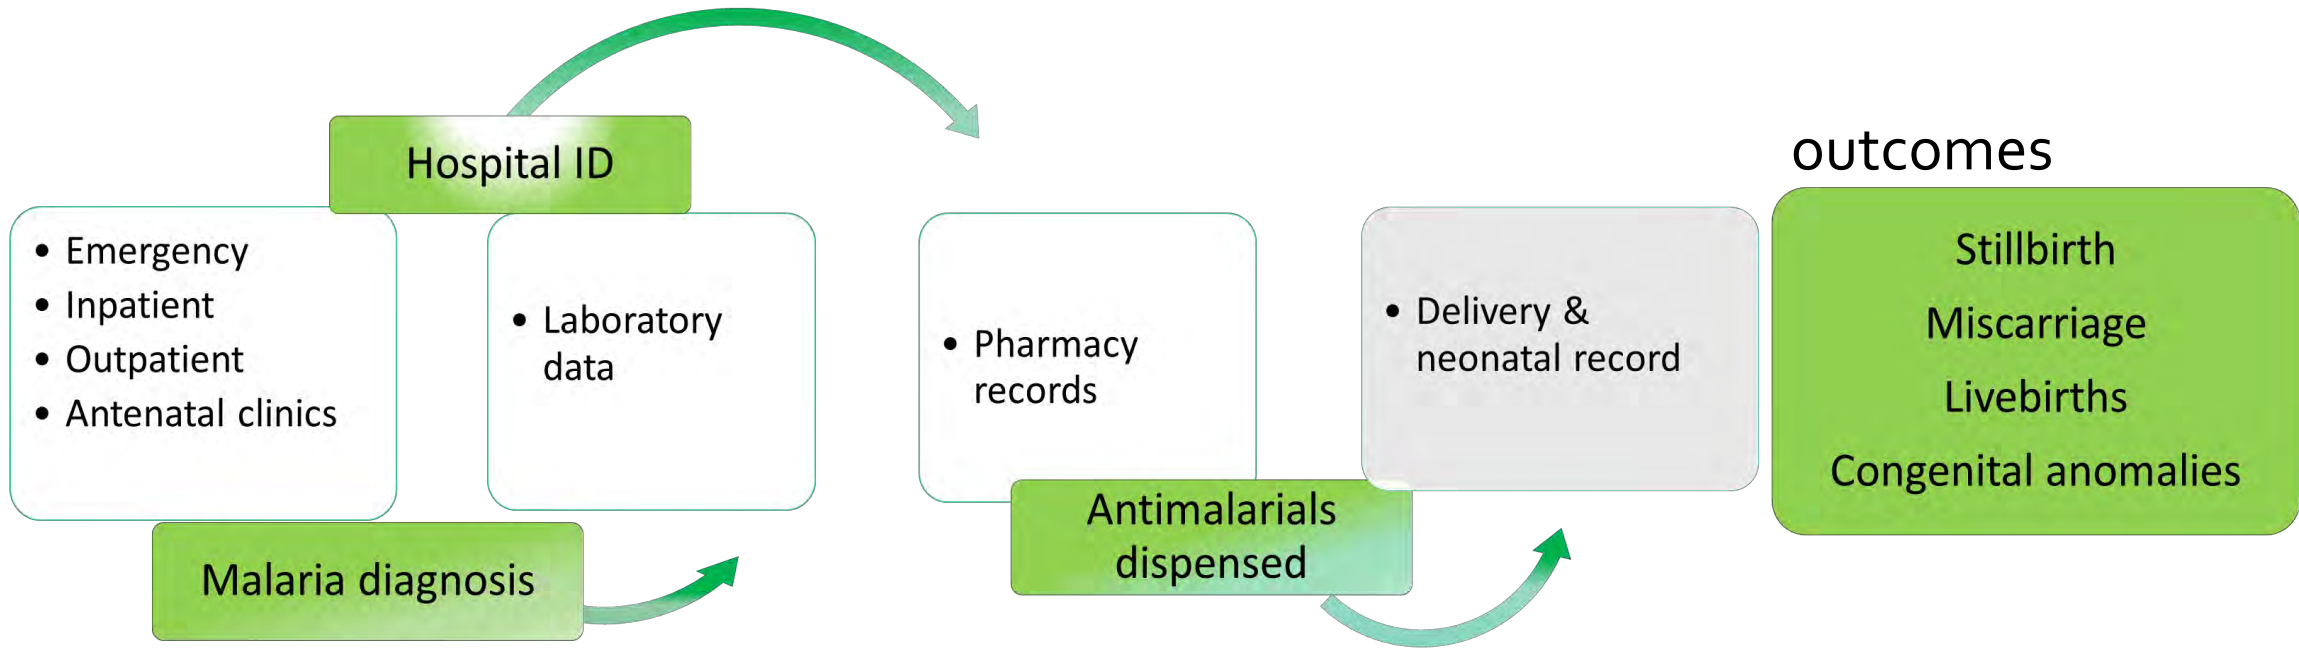 Hospital ID
• Emergency
• Inpatient
• Outpatient
• Antenatal clinics
• Laboratory
data
Malaria diagnosis
• Pharmacy
records
Antimalarials
dispensed
• Delivery &
neonatal record
outcomes
Stillbirth
Miscarriage
Livebirths
Congenital anomalies